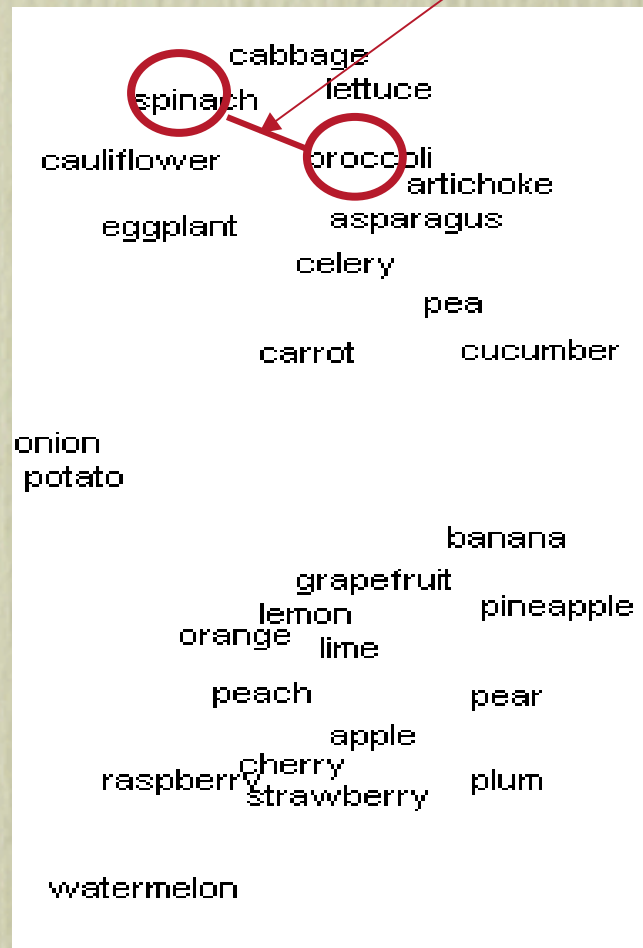 cabbage
lettuce
spinach
broccoli
cauliflower
artichoke
asparagus
eggplant
celery
pea
carrot
cucumber
onion
potato
banana
grapefruit
lemon
pineapple
orange
lime
peach
pear
apple
cherry
raspberry
plum
strawberry
watermelon